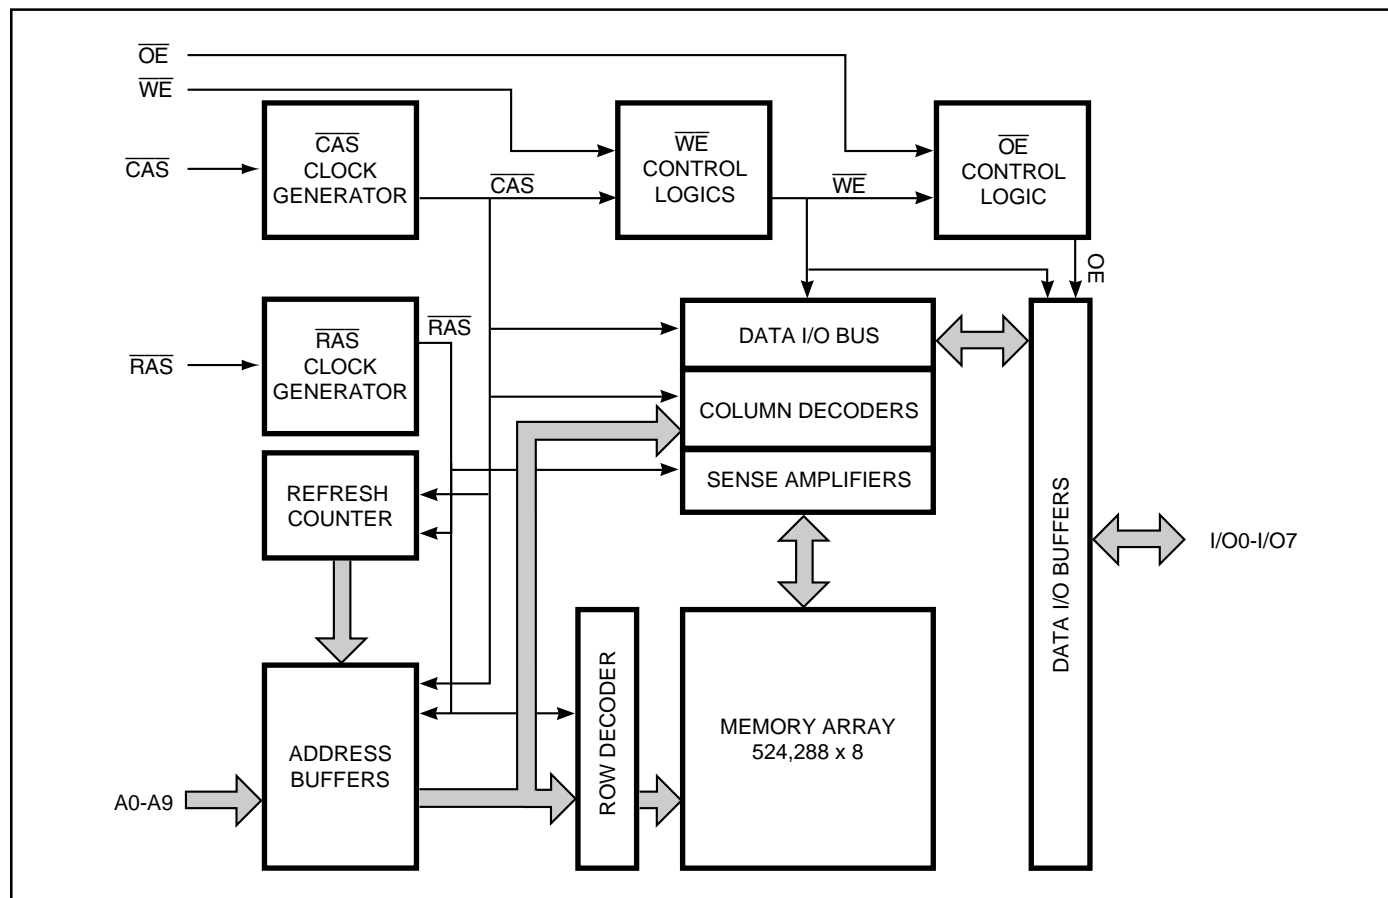 OE
WE
CAS
CAS
CLOCK
GENERATOR
CAS
WE
CONTROL
LOGICS
WE
OE
CONTROL
LOGIC
OE
RAS
RAS
CLOCK
GENERATOR
RAS
DATA I/O BUS
COLUMN DECODERS
SENSE AMPLIFIERS
REFRESH
COUNTER
DATA I/O BUFFERS
I/O0-I/O7
A0-A9
ADDRESS
BUFFERS
ROW DECODER
MEMORY ARRAY
524,288 x 8